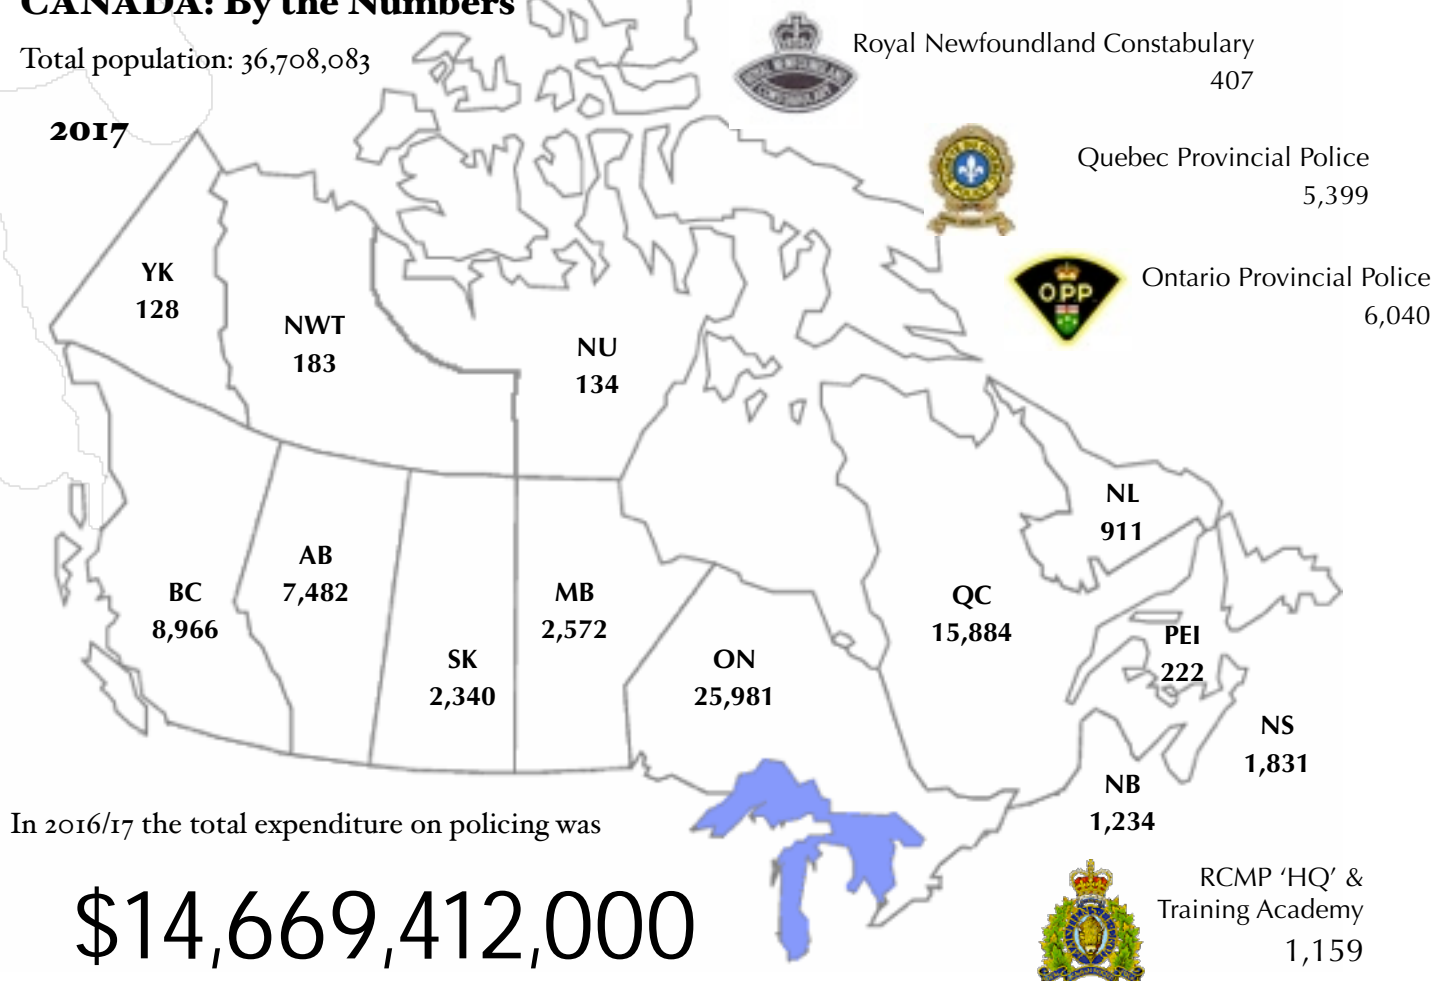 CANADA: By the Numbers
Total population: 36,708,083
2017
ROYAL NEWFOUNDLAND
CONSTABULARY
Royal Newfoundland Constabulary
407
Quebec Provincial Police
5,399
OPP
Ontario Provincial Police
6,040
YK
128
NWT
183
NU
134
NL
911
AB
7,482
BC
8,966
MB
2,572
QC
15,884
SK
2,340
ON
25,981
PEI
222
NS
1,831
NB
1,234
In 2016/17 the total expenditure on policing was
$14,669,412,000
RCMP ‘HQ’ &
Training Academy
1,159